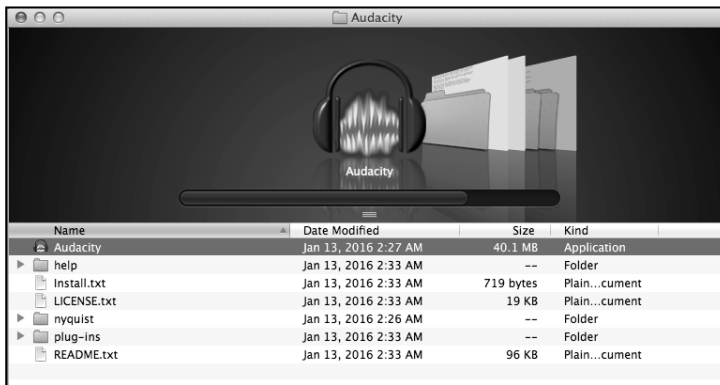 Audacity
Audacity
Name Date Modified Size Kind
Audacity Jan 13, 2016 2:27 AM 40.1 MB Application
help Jan 13, 2016 2:33 AM -- Folder
Install.txt Jan 13, 2016 2:33 AM 719 bytes Plain...cument
LICENSE.txt Jan 13, 2016 2:33 AM 19 KB Plain...cument
nyquist Jan 13, 2016 2:26 AM -- Folder
plug-ins Jan 13, 2016 2:33 AM -- Folder
README.txt Jan 13, 2016 2:33 AM 96 KB Plain...cument